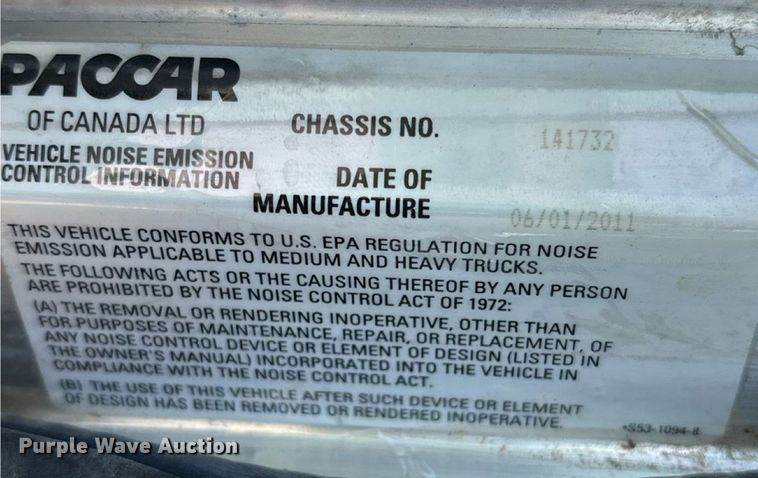 PACCAR
OF CANADA LTD
VEHICLE NOISE EMISSION
CONTROL INFORMATION
CHASSIS NO. 141732
DATE OF
MANUFACTURE 06/01/2011
THIS VEHICLE CONFORMS TO U.S. EPA REGULATION FOR NOISE
EMISSION APPLICABLE TO MEDIUM AND HEAVY TRUCKS.
THE FOLLOWING ACTS OR THE CAUSING THEREOF BY ANY PERSON
ARE PROHIBITED BY THE NOISE CONTROL ACT OF 1972:
(A) THE REMOVAL OR RENDERING INOPERATIVE, OTHER THAN
FOR PURPOSES OF MAINTENANCE, REPAIR, OR REPLACEMENT, OF
ANY NOISE CONTROL DEVICE OR ELEMENT OF DESIGN (LISTED IN
THE OWNER'S MANUAL) INCORPORATED INTO THE VEHICLE IN
COMPLIANCE WITH THE NOISE CONTROL ACT.
(B) THE USE OF THIS VEHICLE AFTER SUCH DEVICE OR ELEMENT
OF DESIGN HAS BEEN REMOVED OR RENDERED INOPERATIVE.
S53-1094-8
Purple Wave Auction